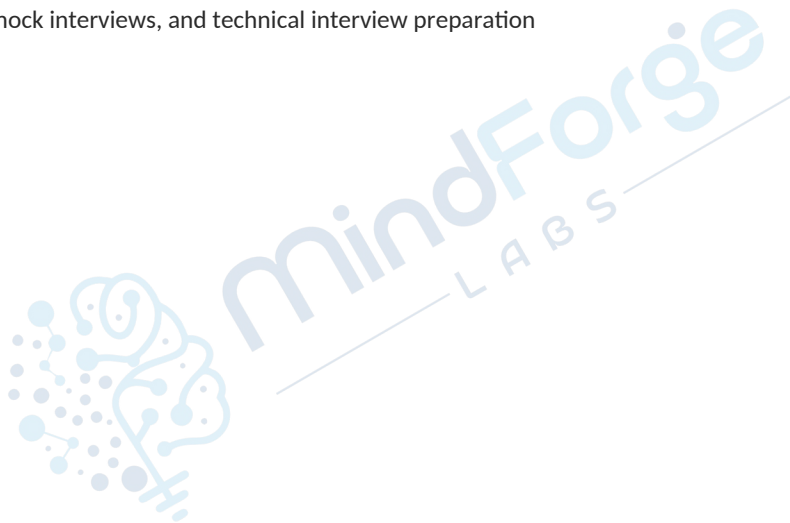 mock interviews, and technical interview preparation
mindForge
LABS